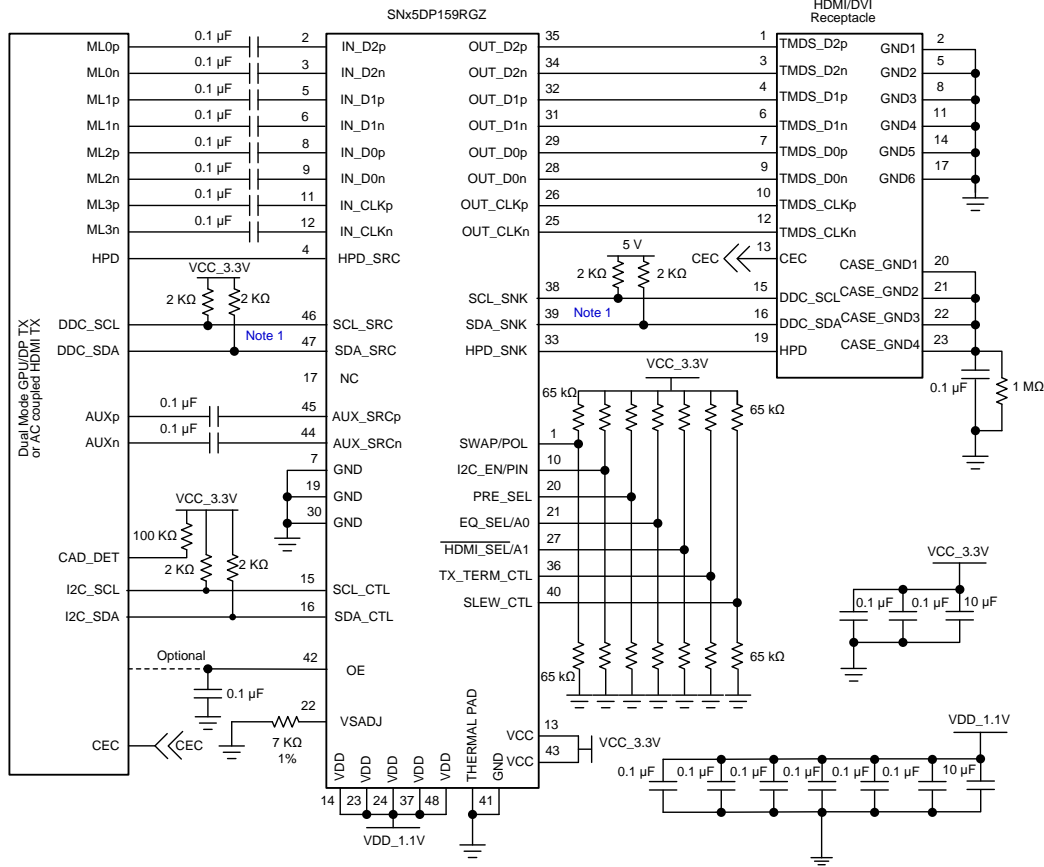 SNx5DP159RGZ
HDMI/DVI
Receptacle
Dual Mode GPU/DP TX
or AC coupled HDMI TX
ML0p 0.1 µF 2 IN_D2p OUT_D2p 35 1 TMDS_D2p GND1 2
ML0n 3 IN_D2n OUT_D2n 34 3 TMDS_D2n GND2 5
ML1p 0.1 µF 5 IN_D1p OUT_D1p 32 4 TMDS_D1p GND3 8
ML1n 0.1 µF 6 IN_D1n OUT_D1n 31 6 TMDS_D1n GND4 11
ML2p 0.1 µF 8 IN_D0p OUT_D0p 29 7 TMDS_D0p GND5 14
ML2n 0.1 µF 9 IN_D0n OUT_D0n 28 9 TMDS_D0n GND6 17
ML3p 0.1 µF 11 IN_CLKp OUT_CLKp 26 10 TMDS_CLKp
ML3n 0.1 µF 12 IN_CLKn OUT_CLKn 25 12 TMDS_CLKn
HPD 4 HPD_SRC 5 V CEC 13 CEC CASE_GND1 20
VCC_3.3V 2 KΩ 2 KΩ
2 KΩ 2 KΩ SCL_SNK 38 15 DDC_SCL CASE_GND2 21
DDC_SCL 46 SCL_SRC SDA_SNK 39 Note 1 16 DDC_SDA CASE_GND3 22
Note 1
DDC_SDA 47 SDA_SRC HPD_SNK 33 19 HPD CASE_GND4 23
17 NC VCC_3.3V 0.1 µF 1 MΩ
AUXp 0.1 µF 45 AUX_SRCp 65 kΩ 65 kΩ
AUXn 0.1 µF 44 AUX_SRCn SWAP/POL 1
7 GND I2C_EN/PIN 10
19 GND PRE_SEL 20
VCC_3.3V 30 GND EQ_SEL/A0 21
100 KΩ
CAD_DET 2 KΩ 2 KΩ HDMI_SEL/A1 27 VCC_3.3V
I2C_SCL 15 SCL_CTL TX_TERM_CTL 36
I2C_SDA 16 SDA_CTL SLEW_CTL 40 0.1 µF 0.1 µF 10 µF
Optional 42 OE 65 kΩ 65 kΩ
0.1 µF
22 VSADJ
7 KΩ
1%
CEC CEC VCC 13 VCC_3.3V VDD_1.1V
VCC 43
VDD VDD VDD VDD VDD THERMAL PAD GND
0.1 µF 0.1 µF 0.1 µF 0.1 µF 0.1 µF 0.1 µF 10 µF
14 23 24 37 48 41
VDD_1.1V